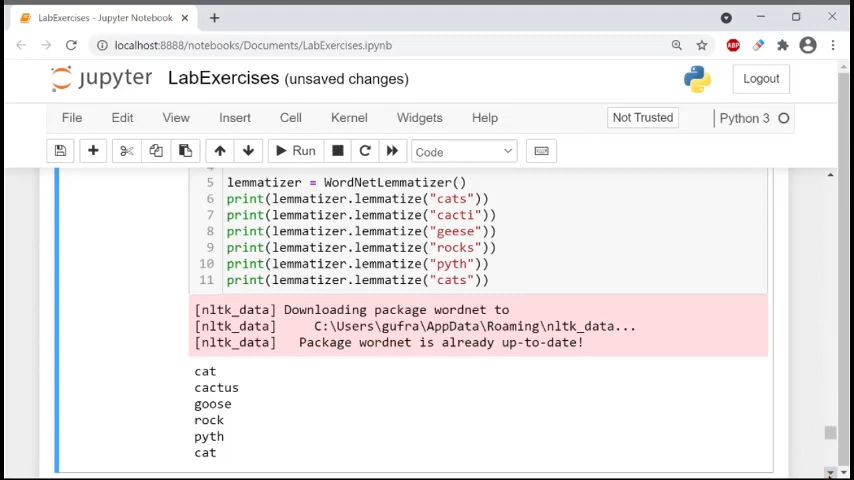 LabExercises - Jupyter Notebook
localhost:8888/notebooks/Documents/LabExercises.ipynb
ABP
jupyter LabExercises (unsaved changes)
Logout
File Edit View Insert Cell Kernel Widgets Help
Not Trusted
Python 3
Run
Code
5 lemmatizer = WordNetLemmatizer()
6 print(lemmatizer.lemmatize("cats"))
7 print(lemmatizer.lemmatize("cacti"))
8 print(lemmatizer.lemmatize("geese"))
9 print(lemmatizer.lemmatize("rocks"))
10 print(lemmatizer.lemmatize("pyth"))
11 print(lemmatizer.lemmatize("cats"))
[nltk_data] Downloading package wordnet to
[nltk_data]     C:\Users\gufra\AppData\Roaming\nltk_data...
[nltk_data]   Package wordnet is already up-to-date!
cat
cactus
goose
rock
pyth
cat